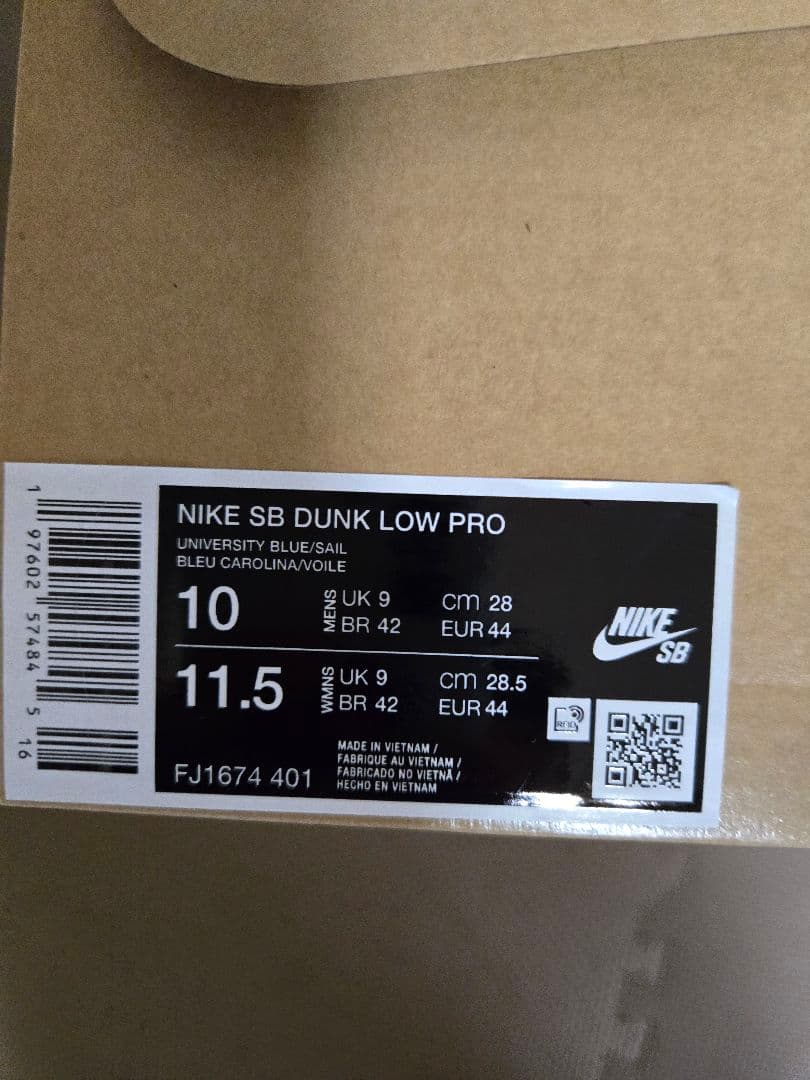 NIKE SB DUNK LOW PRO
UNIVERSITY BLUE/SAIL
BLEU CAROLINA/VOILE
10 MENS UK 9 cm 28
BR 42 EUR 44
11.5 WMNS UK 9 cm 28.5
BR 42 EUR 44
FJ1674 401
MADE IN VIETNAM /
FABRIQUE AU VIETNAM /
FABRICADO NO VIETNÃ /
HECHO EN VIETNAM
NIKE
SB
RFID
1 97602 57484 5 16